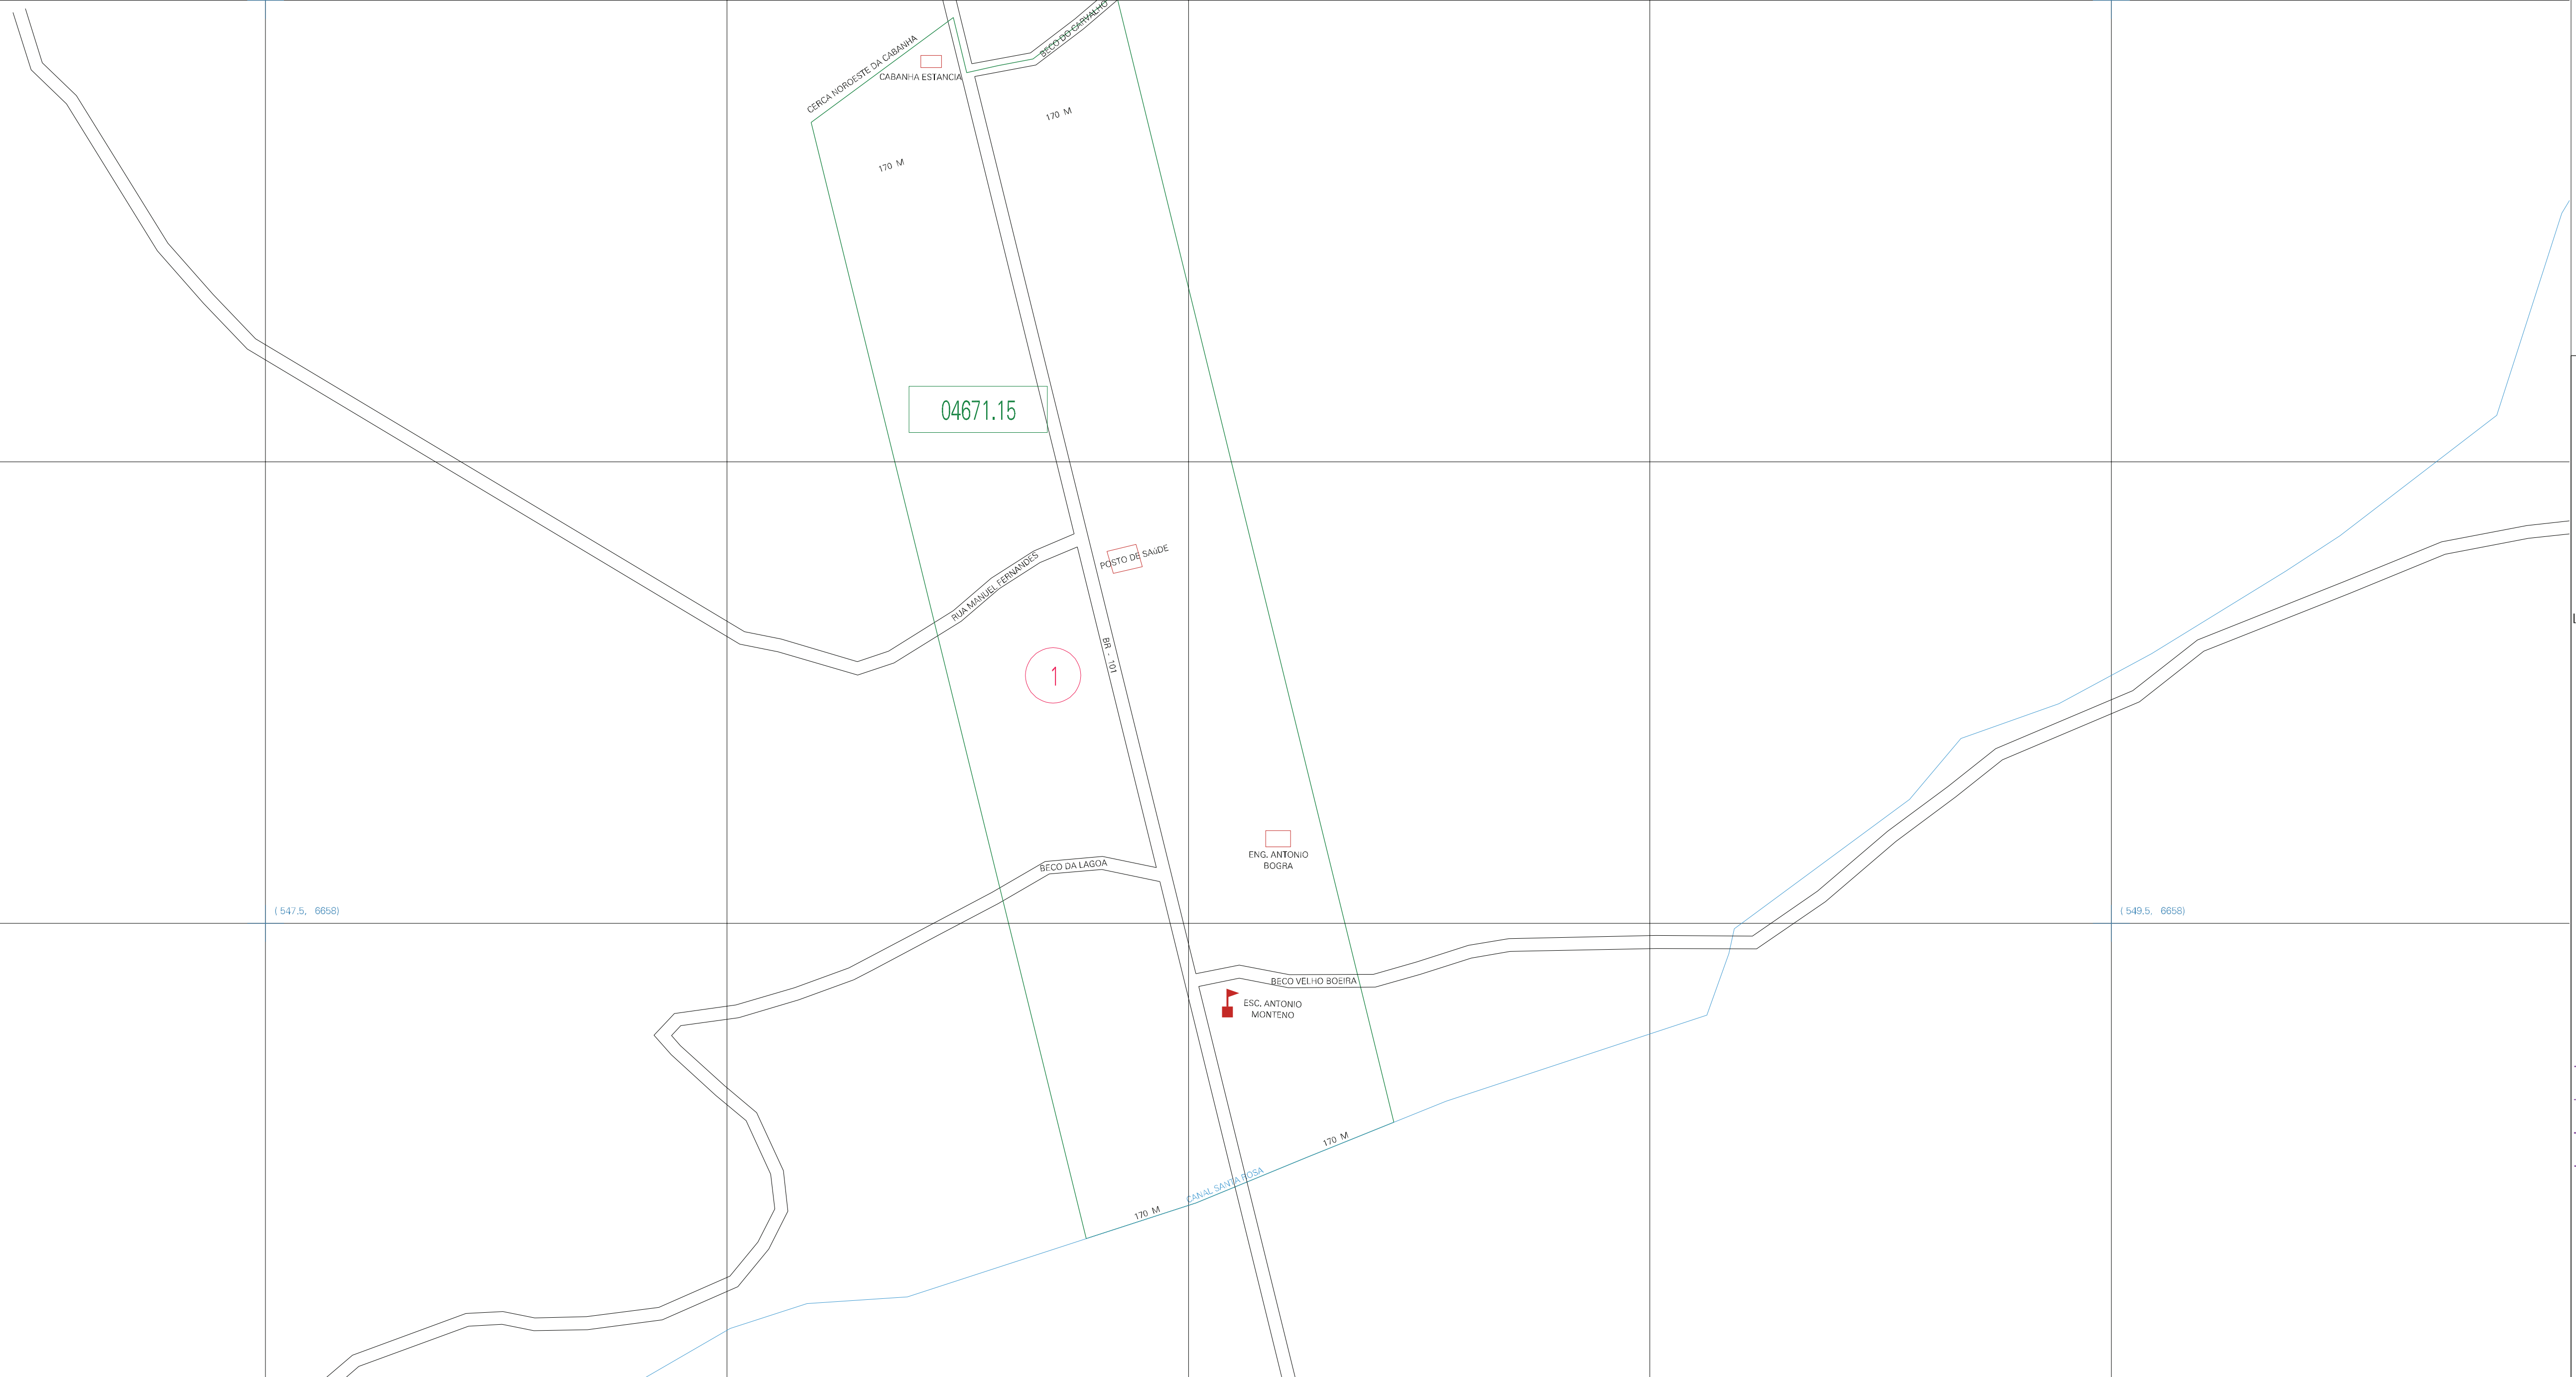 BECO DO CARVALHO
CERCA NOROESTE DA CABANHA
CABANHA ESTANCIA
170 M
170 M
04671.15
POSTO DE SAúDE
RUA MANUEL FERNANDES
BR - 101
1
ENG. ANTONIO
BOGRA
BECO DA LAGOA
( 547.5, 6658)
( 549.5, 6658)
BECO VELHO BOEIRA
ESC. ANTONIO
MONTENO
170 M
CANAL SANTA ROSA
170 M